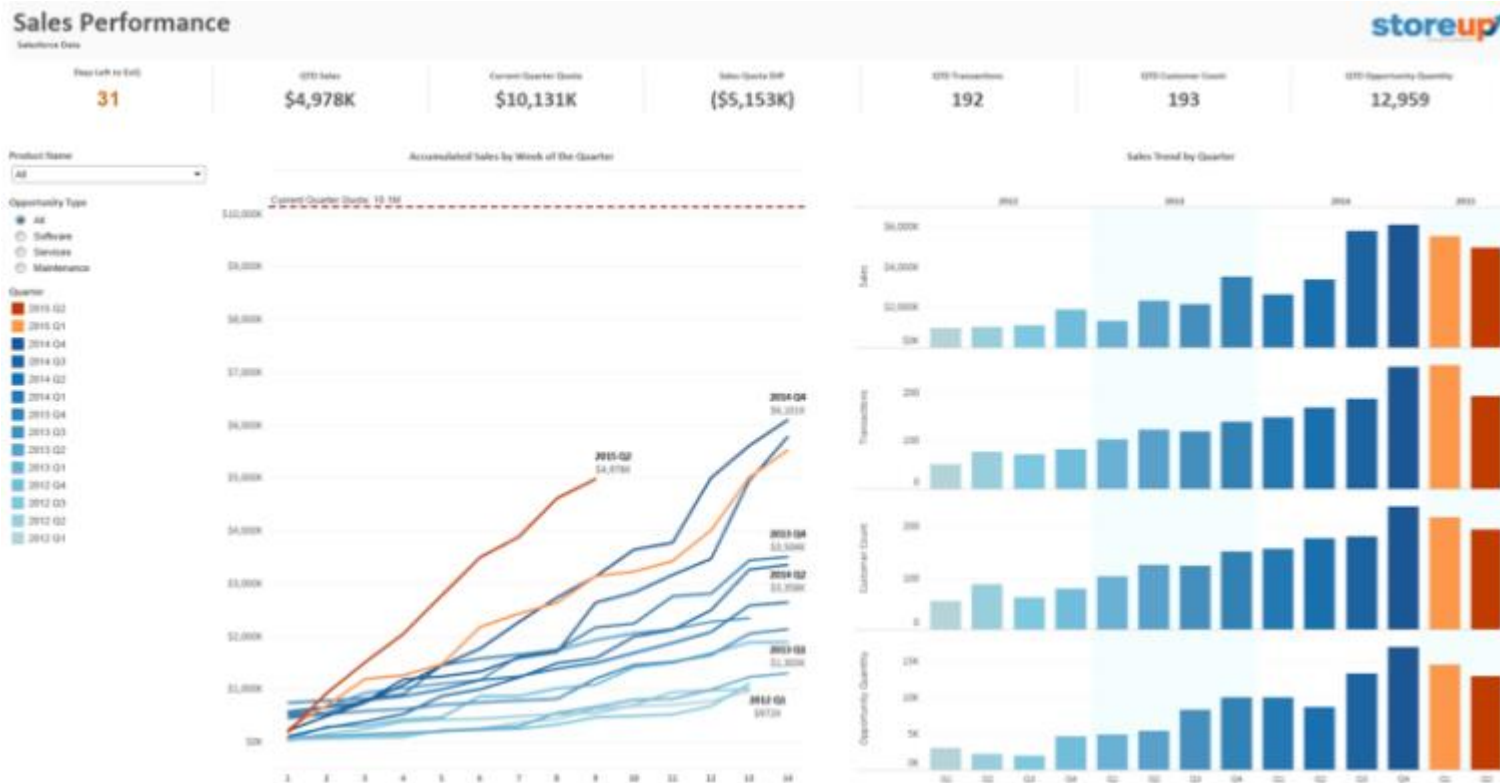 Sales Performance
Salesforce Data
storeup
Days Left to EoQ
31
QTD Sales
$4,978K
Current Quarter Quota
$10,131K
Sales Quota Diff
($5,153K)
QTD Transactions
192
QTD Customer Count
193
QTD Opportunity Quantity
12,959
Product Name
All
Opportunity Type
All
Software
Services
Maintenance
Quarter
2015 Q2
2015 Q1
2014 Q4
2014 Q3
2014 Q2
2014 Q1
2013 Q4
2013 Q3
2013 Q2
2013 Q1
2012 Q4
2012 Q3
2012 Q2
2012 Q1
Accumulated Sales by Week of the Quarter
Current Quarter Quota: 10.1M
$10,000K
$9,000K
$8,000K
$7,000K
$6,000K
$5,000K
$4,000K
$3,000K
$2,000K
$1,000K
$0K
2014 Q4
2015 Q2
$4,978K
2013 Q4
2014 Q2
2013 Q1
2012 Q1
$972K
1 2 3 4 5 6 7 8 9 10 11 12 13 14
Sales Trend by Quarter
2012 2013 2014 2015
Sales
$6,000K
$4,000K
$2,000K
$0K
Transactions
200
100
0
Customer Count
200
100
0
Opportunity Quantity
15K
10K
5K
0K
Q1 Q2 Q3 Q4 Q1 Q2 Q3 Q4 Q1 Q2 Q3 Q4 Q1 Q2